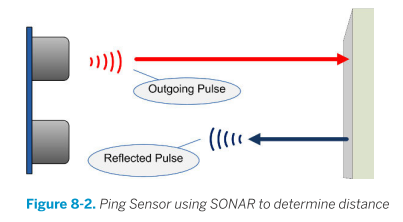 Outgoing Pulse
Reflected Pulse
Figure 8-2. Ping Sensor using SONAR to determine distance